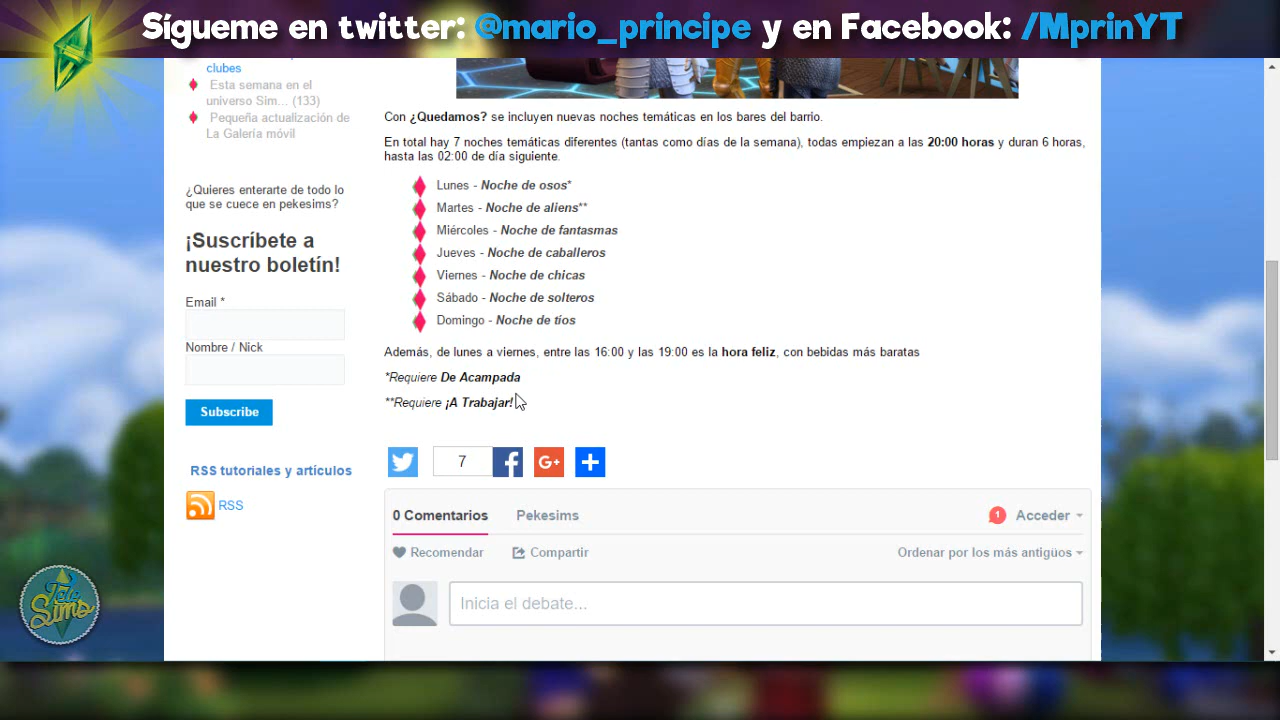 Sígueme en twitter: @mario_principe y en Facebook: /MprinYT
clubes
Esta semana en el
universo Sim... (133)
Pequeña actualización de
La Galería móvil
¿Quieres enterarte de todo lo
que se cuece en pekesims?
¡Suscríbete a
nuestro boletín!
Email *
Nombre / Nick
Subscribe
RSS tutoriales y artículos
RSS
Con ¿Quedamos? se incluyen nuevas noches temáticas en los bares del barrio.
En total hay 7 noches temáticas diferentes (tantas como días de la semana), todas empiezan a las 20:00 horas y duran 6 horas,
hasta las 02:00 de día siguiente.
Lunes - Noche de osos*
Martes - Noche de aliens**
Miércoles - Noche de fantasmas
Jueves - Noche de caballeros
Viernes - Noche de chicas
Sábado - Noche de solteros
Domingo - Noche de tíos
Además, de lunes a viernes, entre las 16:00 y las 19:00 es la hora feliz, con bebidas más baratas
*Requiere De Acampada
**Requiere ¡A Trabajar!
7
G+
0 Comentarios
Pekesims
1
Acceder
Recomendar
Compartir
Ordenar por los más antigüos
Inicia el debate...
Tele
Sims